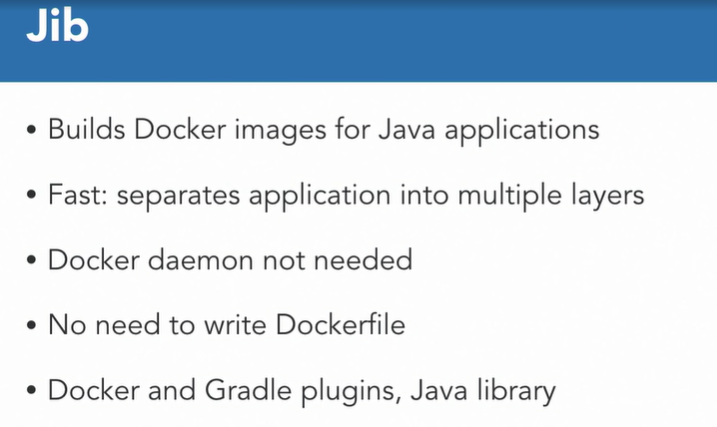 Jib
• Builds Docker images for Java applications
• Fast: separates application into multiple layers
• Docker daemon not needed
• No need to write Dockerfile
• Docker and Gradle plugins, Java library